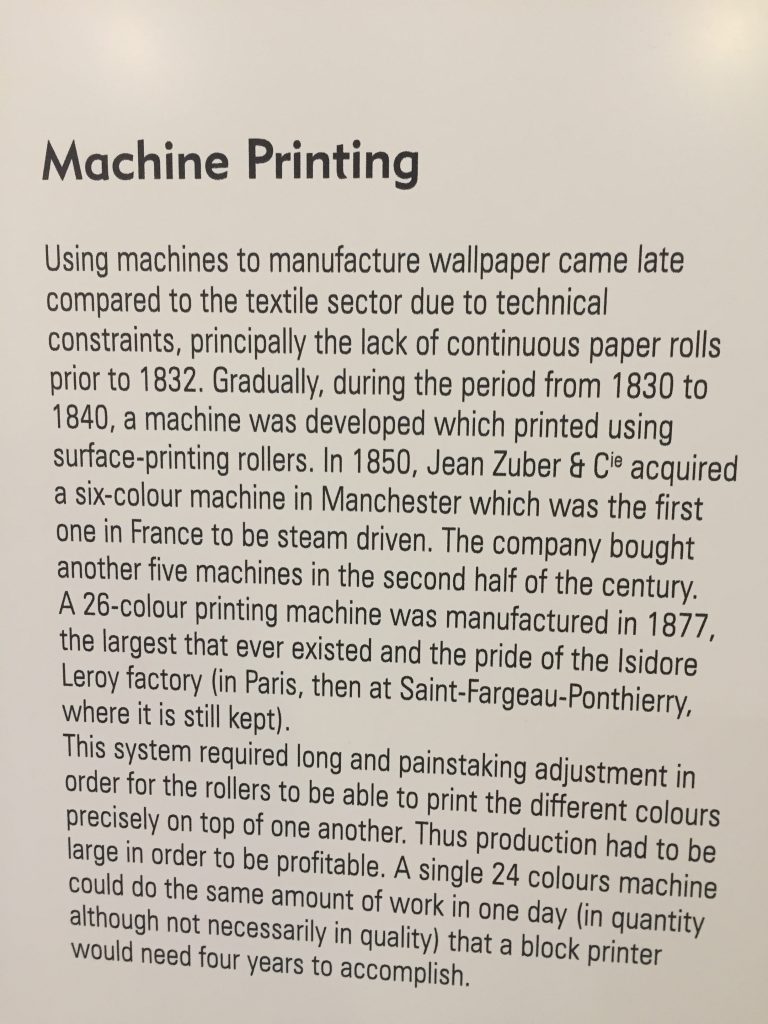 Machine Printing
Using machines to manufacture wallpaper came late
compared to the textile sector due to technical
constraints, principally the lack of continuous paper rolls
prior to 1832. Gradually, during the period from 1830 to
1840, a machine was developed which printed using
surface-printing rollers. In 1850, Jean Zuber & Cⁱᵉ acquired
a six-colour machine in Manchester which was the first
one in France to be steam driven. The company bought
another five machines in the second half of the century.
A 26-colour printing machine was manufactured in 1877,
the largest that ever existed and the pride of the Isidore
Leroy factory (in Paris, then at Saint-Fargeau-Ponthierry,
where it is still kept).
This system required long and painstaking adjustment in
order for the rollers to be able to print the different colours
precisely on top of one another. Thus production had to be
large in order to be profitable. A single 24 colours machine
could do the same amount of work in one day (in quantity
although not necessarily in quality) that a block printer
would need four years to accomplish.